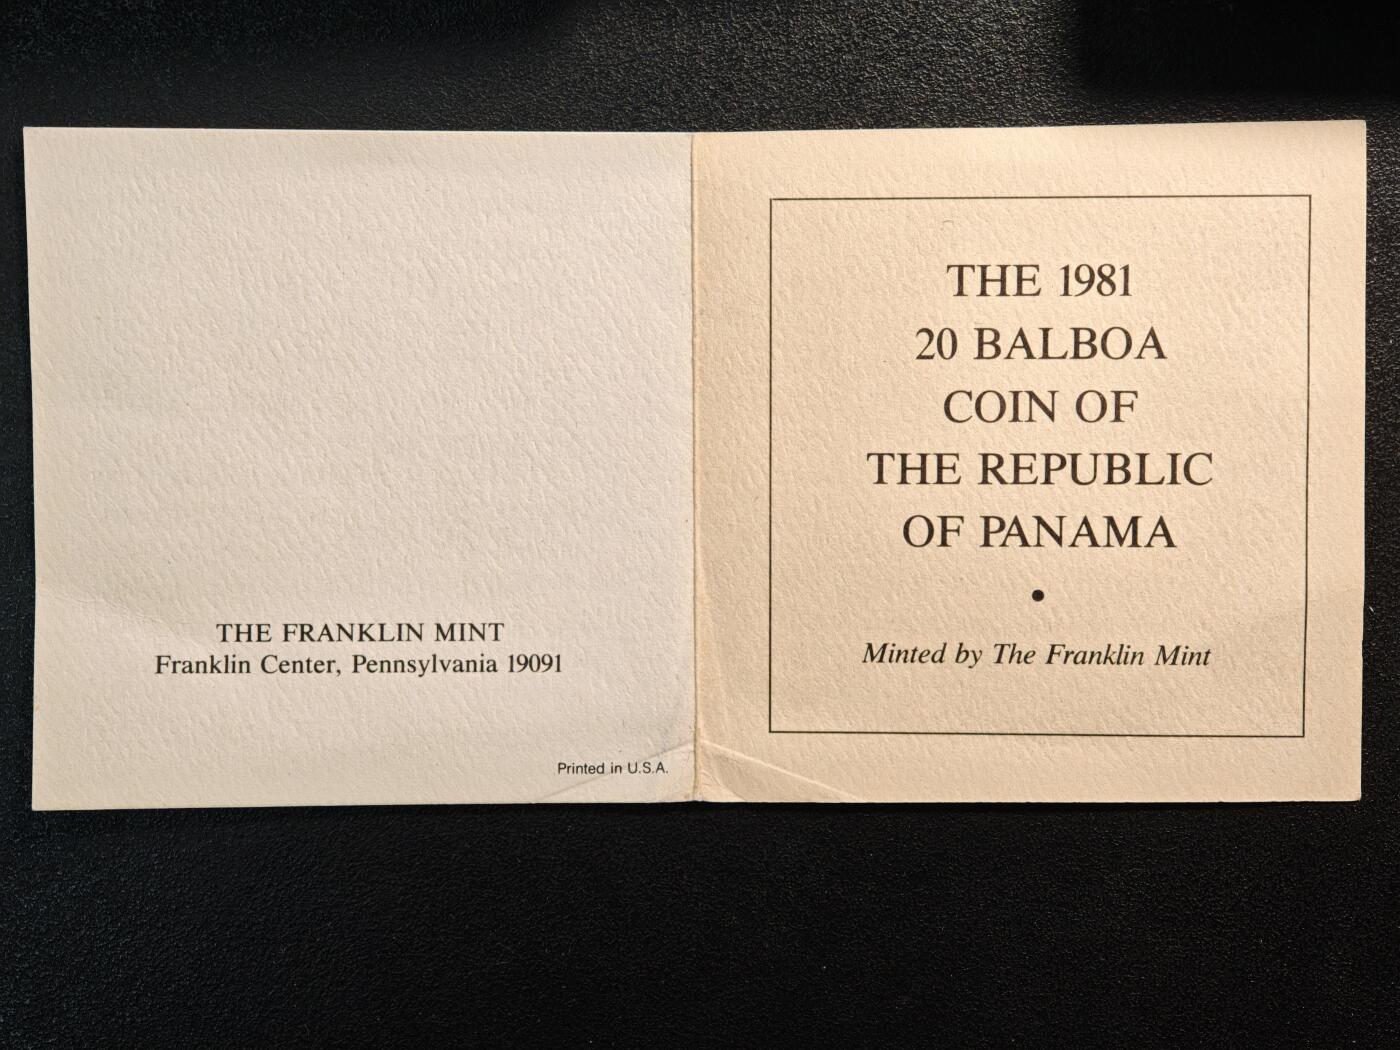 THE FRANKLIN MINT
Franklin Center, Pennsylvania 19091
Printed in U.S.A.
THE 1981
20 BALBOA
COIN OF
THE REPUBLIC
OF PANAMA
•
Minted by The Franklin Mint